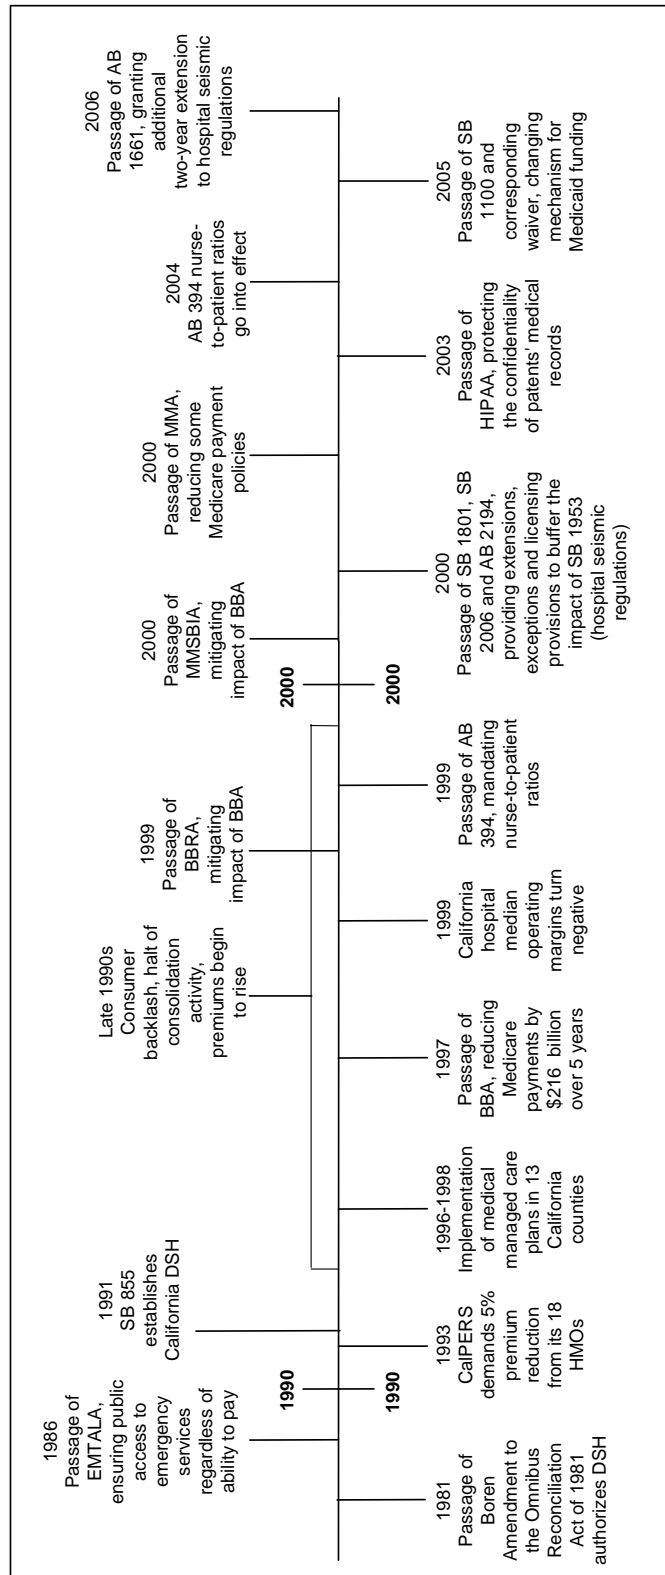 1986
Passage of
EMTALA,
ensuring public
access to
emergency
services
regardless of
ability to pay
1991
SB 855
establishes
California DSH
Late 1990s
Consumer
backlash, halt of
consolidation
activity,
premiums begin
to rise
1999
Passage of
BBRA,
mitigating
impact of BBA
2000
Passage of
MMSBIA,
mitigating
impact of BBA
2000
Passage of MMA,
reducing some
Medicare payment
policies
2004
AB 394 nurse-
to-patient ratios
go into effect
2006
Passage of AB
1661, granting
additional
two-year extension
to hospital seismic
regulations
1990
2000
1990
2000
1981
Passage of
Boren
Amendment to
the Omnibus
Reconciliation
Act of 1981
authorizes DSH
1993
CalPERS
demands 5%
premium
reduction
from its 18
HMOs
1996-1998
Implementation
of medical
managed care
plans in 13
California
counties
1997
Passage of
BBA, reducing
Medicare
payments by
$216 billion
over 5 years
1999
California
hospital
median
operating
margins turn
negative
1999
Passage of AB
394, mandating
nurse-to-patient
ratios
2000
Passage of SB 1801, SB
2006 and AB 2194,
providing extensions,
exceptions and licensing
provisions to buffer the
impact of SB 1953
(hospital seismic
regulations)
2003
Passage of
HIPAA, protecting
the confidentiality
of patents' medical
records
2005
Passage of SB
1100 and
corresponding
waiver, changing
mechanism for
Medicaid funding